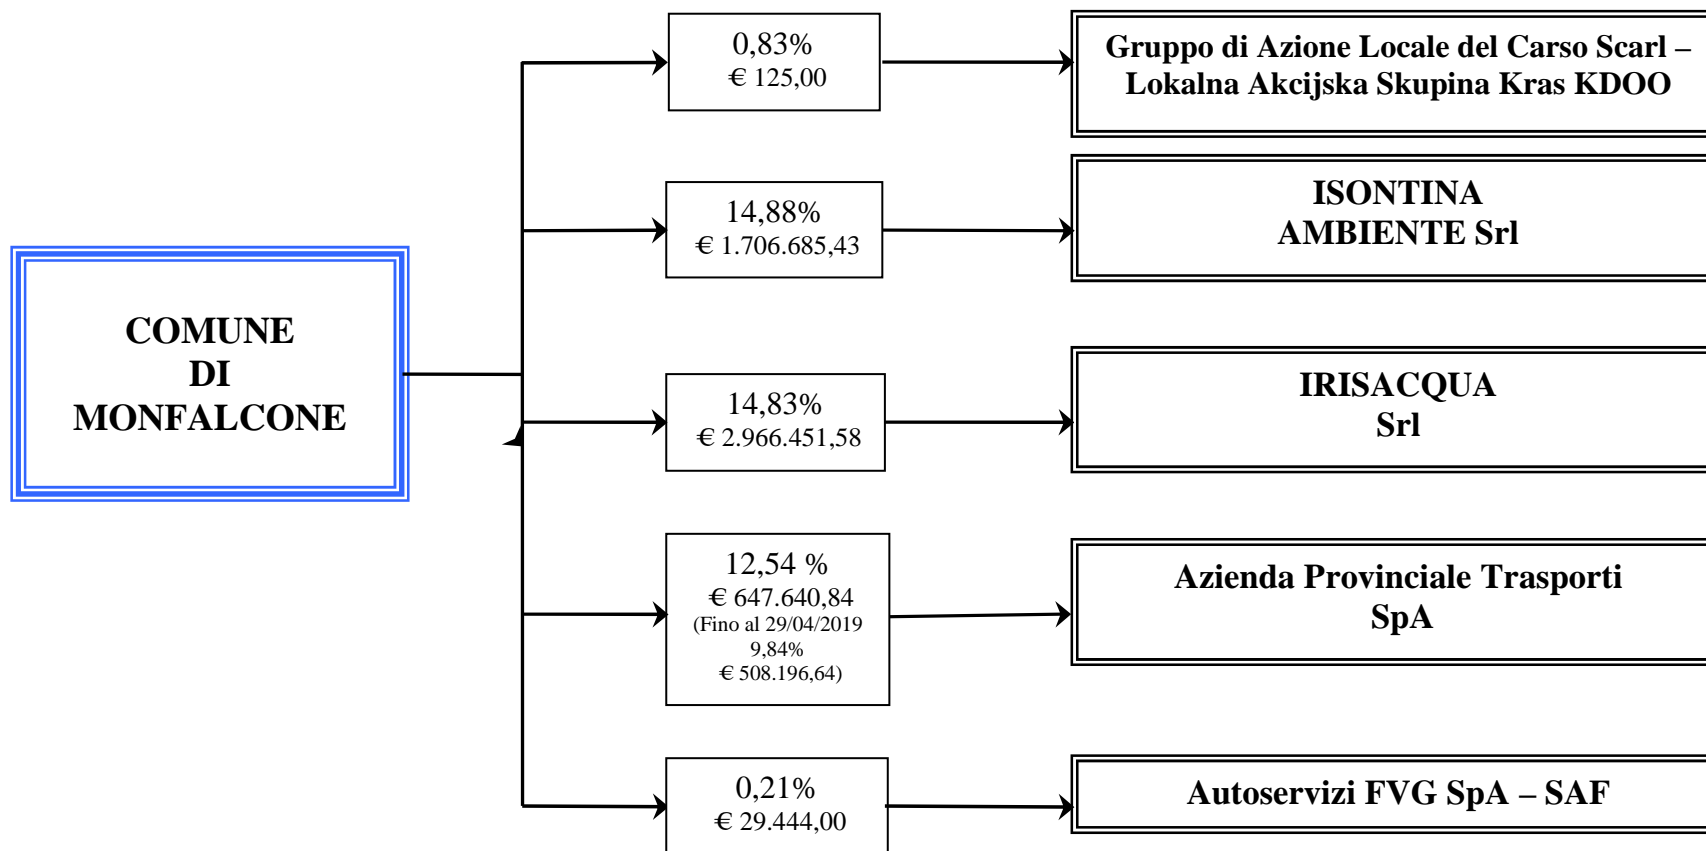 0,83%
€ 125,00
Gruppo di Azione Locale del Carso Scarl –
Lokalna Akcijska Skupina Kras KDOO
14,88%
€ 1.706.685,43
ISONTINA
AMBIENTE Srl
COMUNE
DI
MONFALCONE
14,83%
€ 2.966.451,58
IRISACQUA
Srl
12,54 %
€ 647.640,84
(Fino al 29/04/2019
9,84%
€ 508.196,64)
Azienda Provinciale Trasporti
SpA
0,21%
€ 29.444,00
Autoservizi FVG SpA – SAF